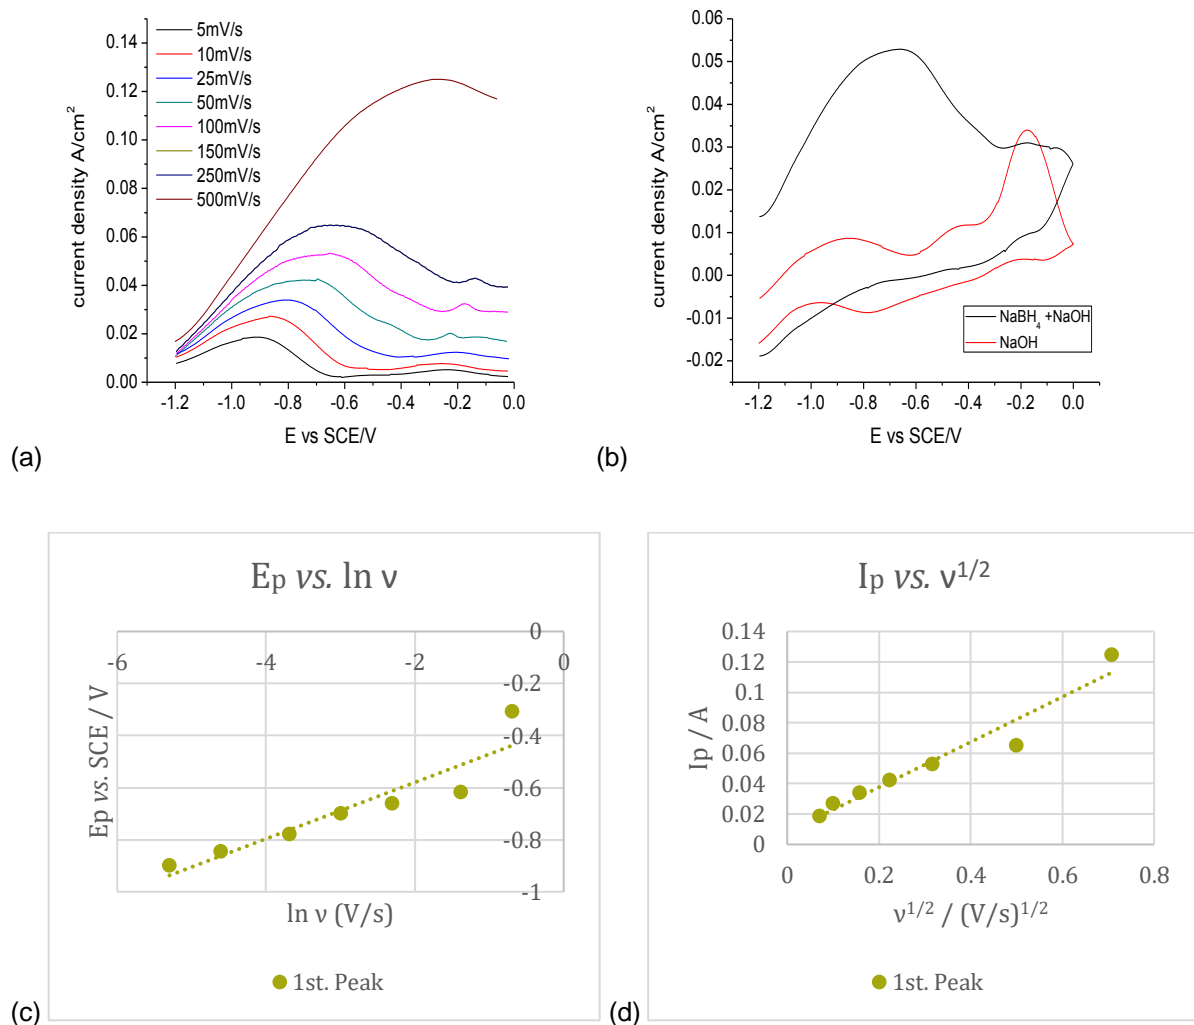 0.14
0.12
0.10
0.08
0.06
0.04
0.02
0.00
current density A/cm²
5mV/s
10mV/s
25mV/s
50mV/s
100mV/s
150mV/s
250mV/s
500mV/s
-1.2 -1.0 -0.8 -0.6 -0.4 -0.2 0.0
E vs SCE/V
(a)
0.06
0.05
0.04
0.03
0.02
0.01
0.00
-0.01
-0.02
current density A/cm²
NaBH₄ +NaOH
NaOH
-1.2 -1.0 -0.8 -0.6 -0.4 -0.2 0.0
E vs SCE/V
(b)
Ep vs. ln ν
-6 -4 -2 0
0
-0.2
-0.4
-0.6
-0.8
-1
Ep vs. SCE / V
ln ν (V/s)
1st. Peak
(c)
Ip vs. ν1/2
0.14
0.12
0.1
0.08
0.06
0.04
0.02
0
Ip / A
0 0.2 0.4 0.6 0.8
ν1/2 / (V/s)1/2
1st. Peak
(d)